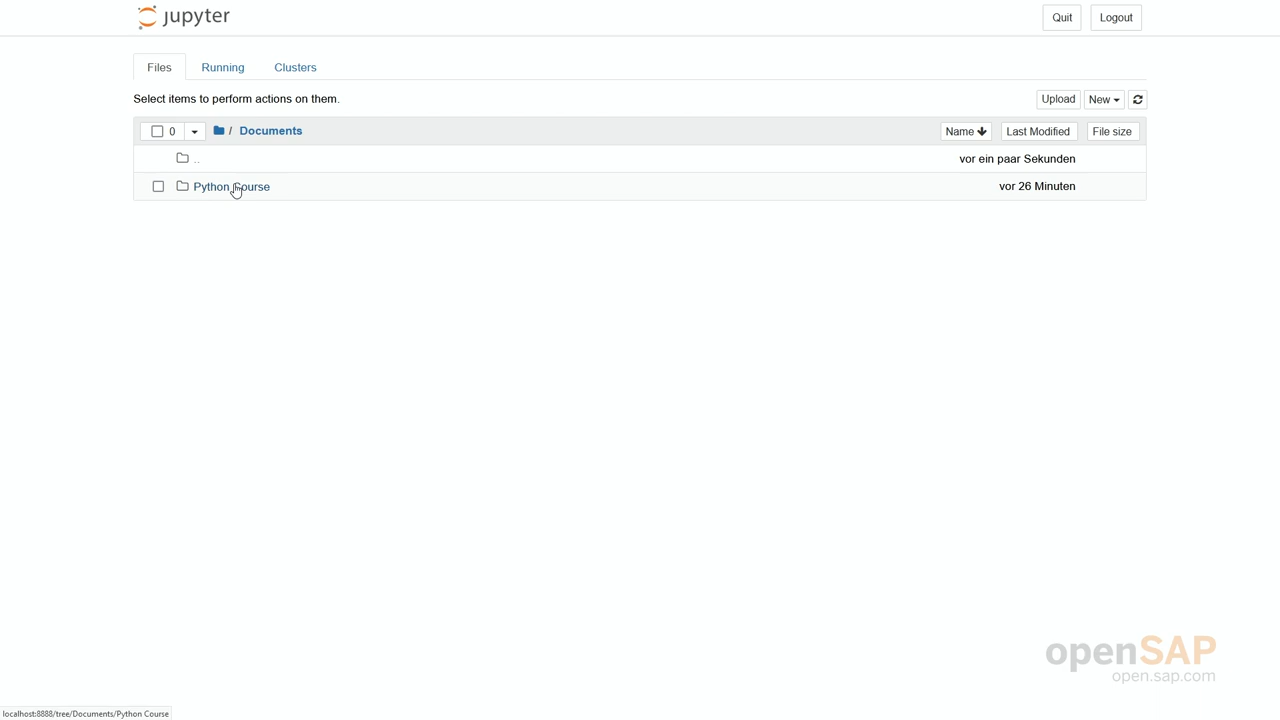 jupyter
Quit
Logout
Files
Running
Clusters
Select items to perform actions on them.
Upload
New
0
/
Documents
Name
Last Modified
File size
..
vor ein paar Sekunden
Python Course
vor 26 Minuten
openSAP
open.sap.com
localhost:8888/tree/Documents/Python Course